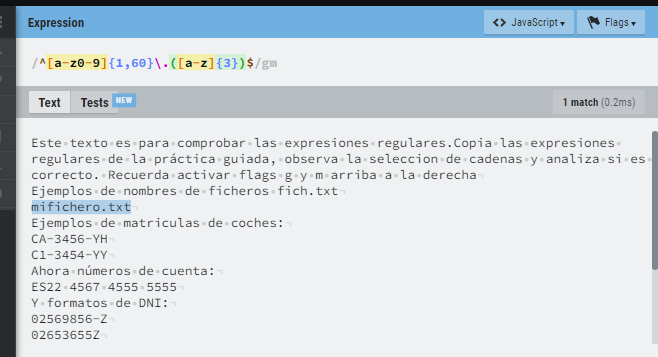 Expression
<> JavaScript
Flags
/^[a-z0-9]{1,60}\.([a-z]{3})$/gm
Text
Tests NEW
1 match (0.2ms)
Este texto es para comprobar las expresiones regulares.Copia las expresiones
regulares de la práctica guiada, observa la seleccion de cadenas y analiza si es
correcto. Recuerda activar flags g y m arriba a la derecha
Ejemplos de nombres de ficheros fich.txt
mifichero.txt
Ejemplos de matriculas de coches:
CA-3456-YH
C1-3454-YY
Ahora números de cuenta:
ES22 4567 4555 5555
Y formatos de DNI:
02569856-Z
02653655Z